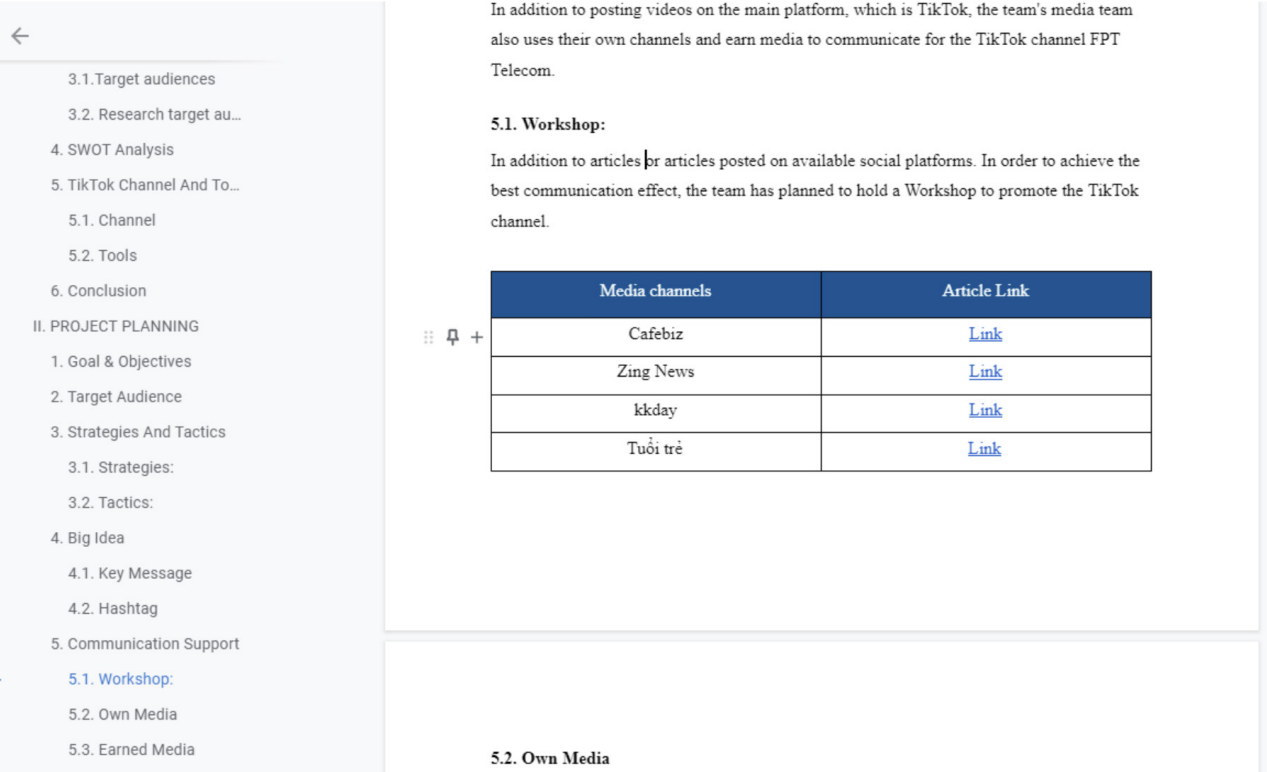 3.1.Target audiences
3.2. Research target au...
4. SWOT Analysis
5. TikTok Channel And To...
5.1. Channel
5.2. Tools
6. Conclusion
II. PROJECT PLANNING
1. Goal & Objectives
2. Target Audience
3. Strategies And Tactics
3.1. Strategies:
3.2. Tactics:
4. Big Idea
4.1. Key Message
4.2. Hashtag
5. Communication Support
5.1. Workshop:
5.2. Own Media
5.3. Earned Media
In addition to posting videos on the main platform, which is TikTok, the team's media team
also uses their own channels and earn media to communicate for the TikTok channel FPT
Telecom.
5.1. Workshop:
In addition to articles or articles posted on available social platforms. In order to achieve the
best communication effect, the team has planned to hold a Workshop to promote the TikTok
channel.
Media channels Article Link
Cafebiz Link
Zing News Link
kkday Link
Tuổi trẻ Link
5.2. Own Media